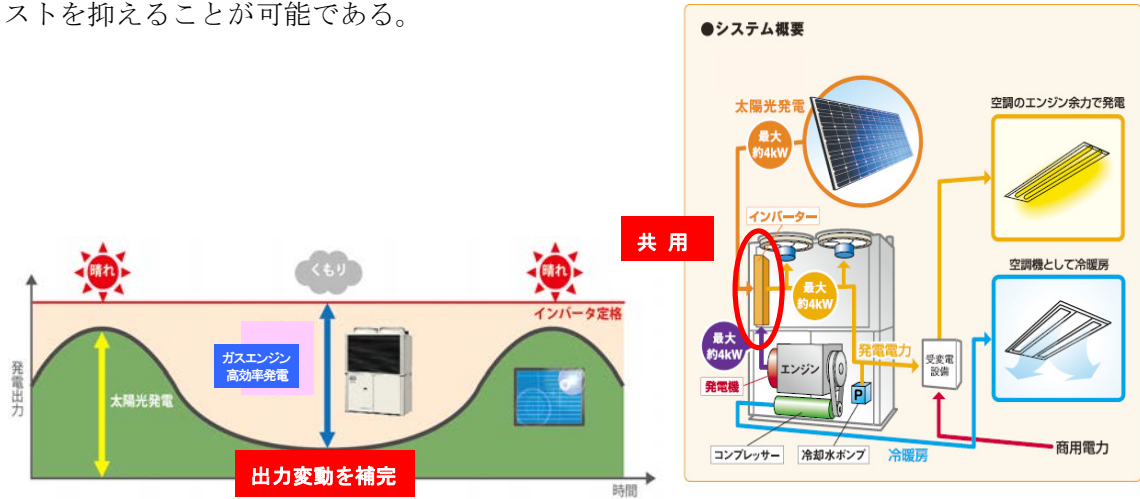 ストを抑えることが可能である。
晴れ
くもり
晴れ
インバータ定格
ガスエンジン
高効率発電
太陽光発電
発電出力
出力変動を補完
時間
共 用
●システム概要
太陽光発電
最大
約4kW
インバーター
最大
約4kW
最大
約4kW
発電機
エンジン
P
発電電力
受変電
設備
コンプレッサー
冷却水ポンプ
冷暖房
商用電力
空調のエンジン余力で発電
空調機として冷暖房